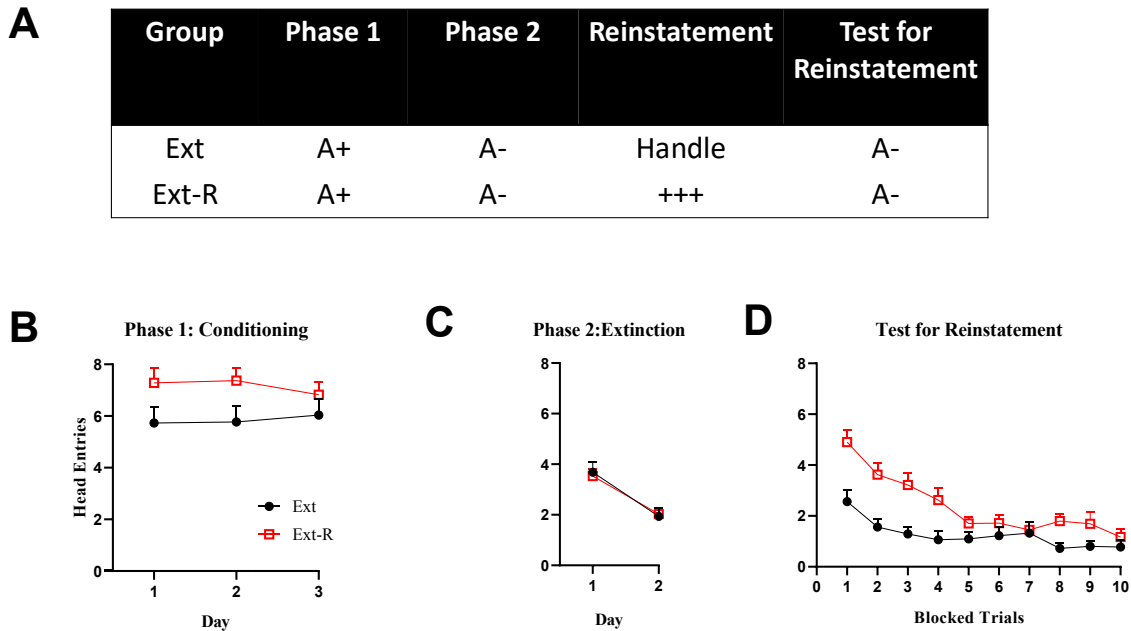 A
Group Phase 1 Phase 2 Reinstatement Test for
Reinstatement
Ext A+ A- Handle A-
Ext-R A+ A- +++ A-
B
Phase 1: Conditioning
Head Entries
8
6
4
2
0
1 2 3
Day
Ext
Ext-R
C
Phase 2:Extinction
8
6
4
2
0
1 2
Day
D
Test for Reinstatement
8
6
4
2
0
0 1 2 3 4 5 6 7 8 9 10
Blocked Trials